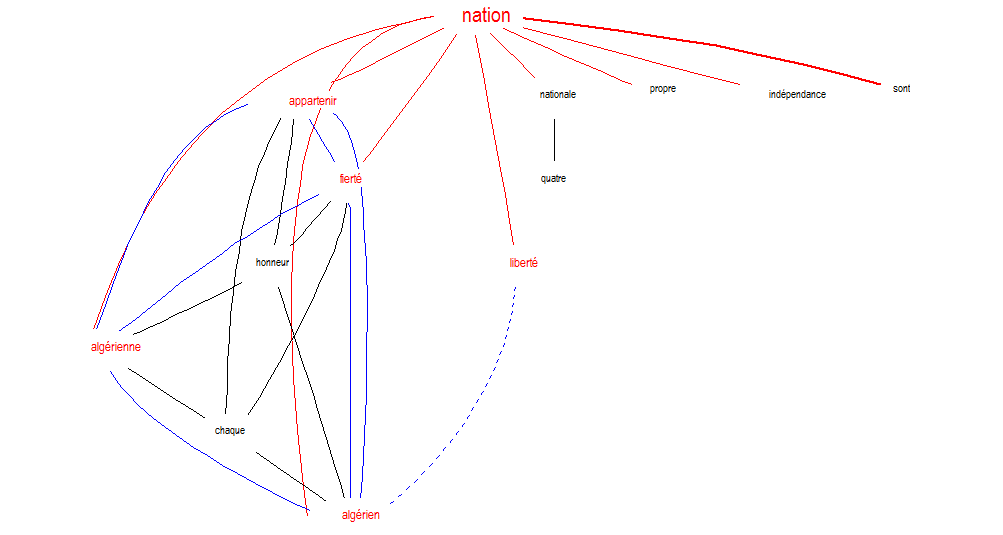 nation
appartenir
nationale
propre
indépendance
sont
fierté
quatre
honneur
liberté
algérienne
chaque
algérien